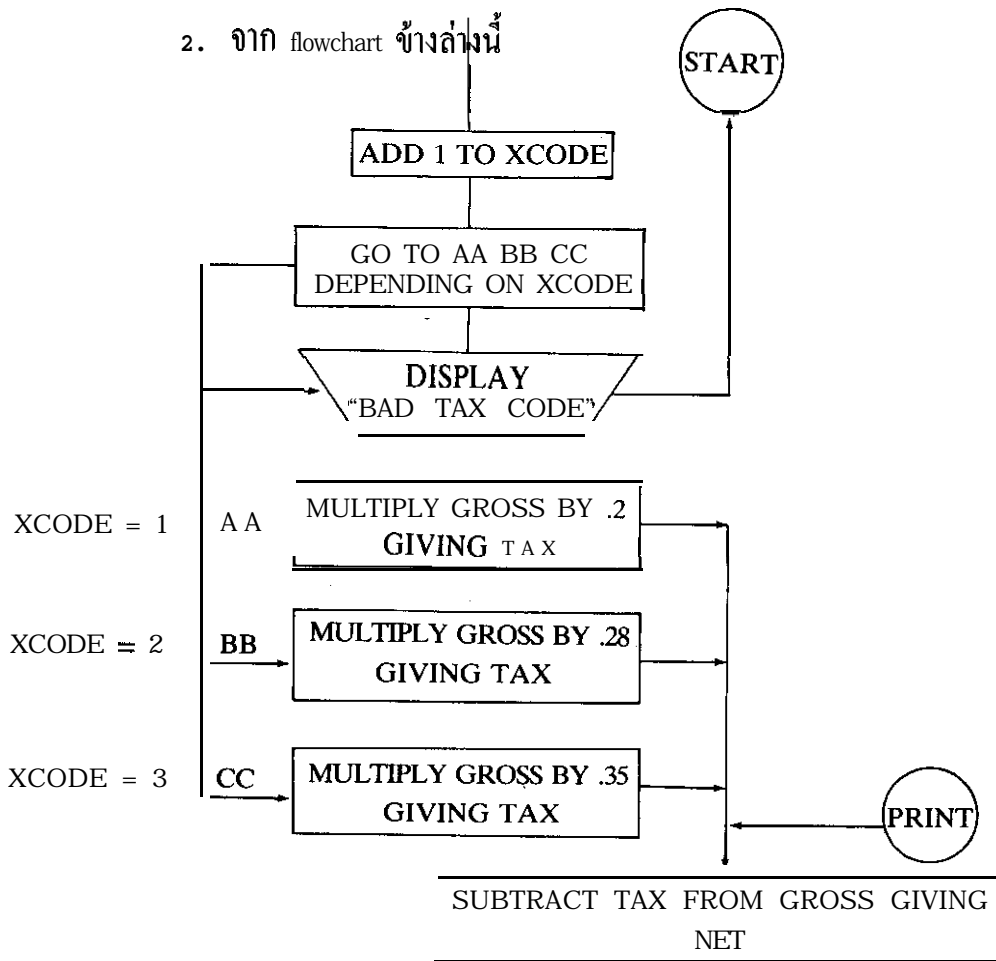 2. จาก flowchart ข้างล่างนี้
START
ADD 1 TO XCODE
GO TO AA BB CC
DEPENDING ON XCODE
DISPLAY
“BAD TAX CODE”
XCODE = 1 AA MULTIPLY GROSS BY .2
GIVING TAX
XCODE = 2 BB MULTIPLY GROSS BY .28
GIVING TAX
XCODE = 3 CC MULTIPLY GROSS BY .35
GIVING TAX
PRINT
SUBTRACT TAX FROM GROSS GIVING
NET